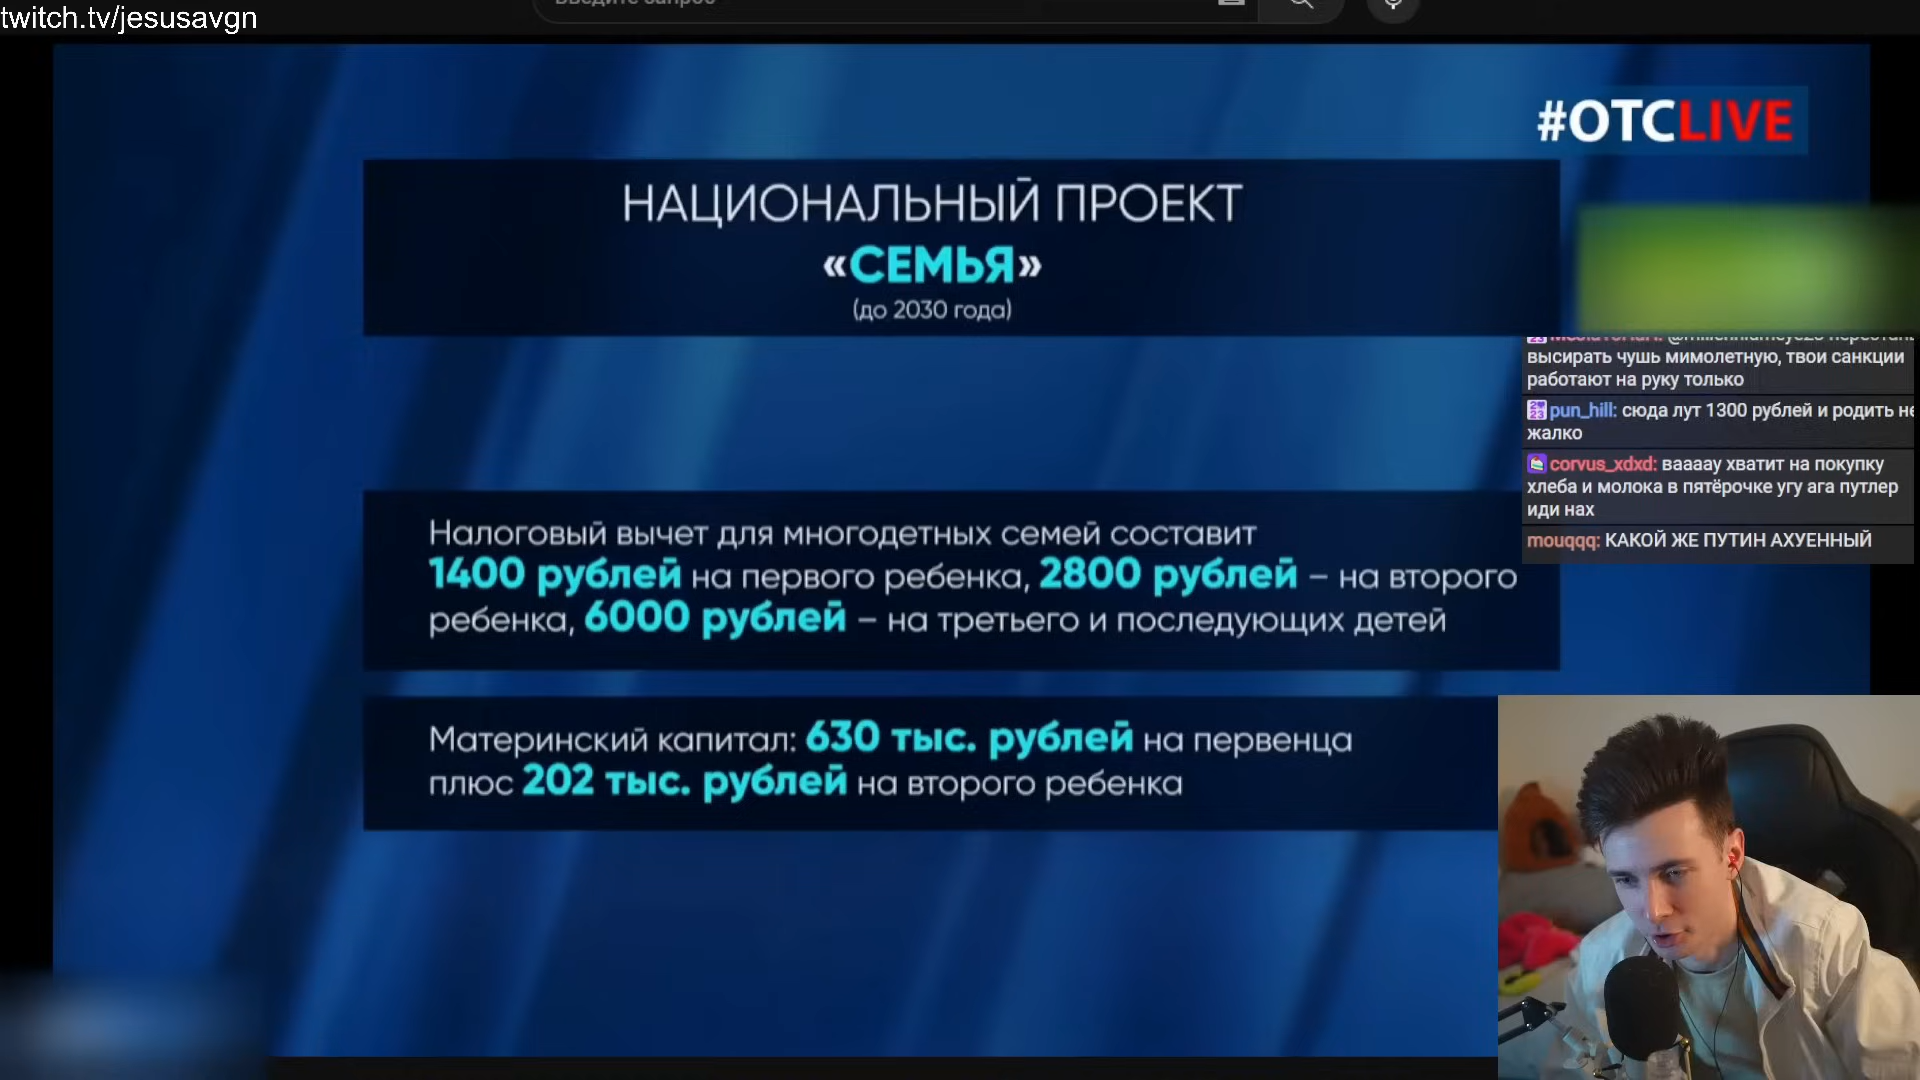 twitch.tv/jesusavgn
Введите запрос
#ОТСLIVE
НАЦИОНАЛЬНЫЙ ПРОЕКТ
«СЕМЬЯ»
(до 2030 года)
высирать чушь мимолетную, твои санкции
работают на руку только
pun_hill: сюда лут 1300 рублей и родить не
жалко
corvus_xdxd: ваааау хватит на покупку
хлеба и молока в пятёрочке угу ага путлер
иди нах
mouqqq: КАКОЙ ЖЕ ПУТИН АХУЕННЫЙ
Налоговый вычет для многодетных семей составит
1400 рублей на первого ребенка, 2800 рублей – на второго
ребенка, 6000 рублей – на третьего и последующих детей
Материнский капитал: 630 тыс. рублей на первенца
плюс 202 тыс. рублей на второго ребенка